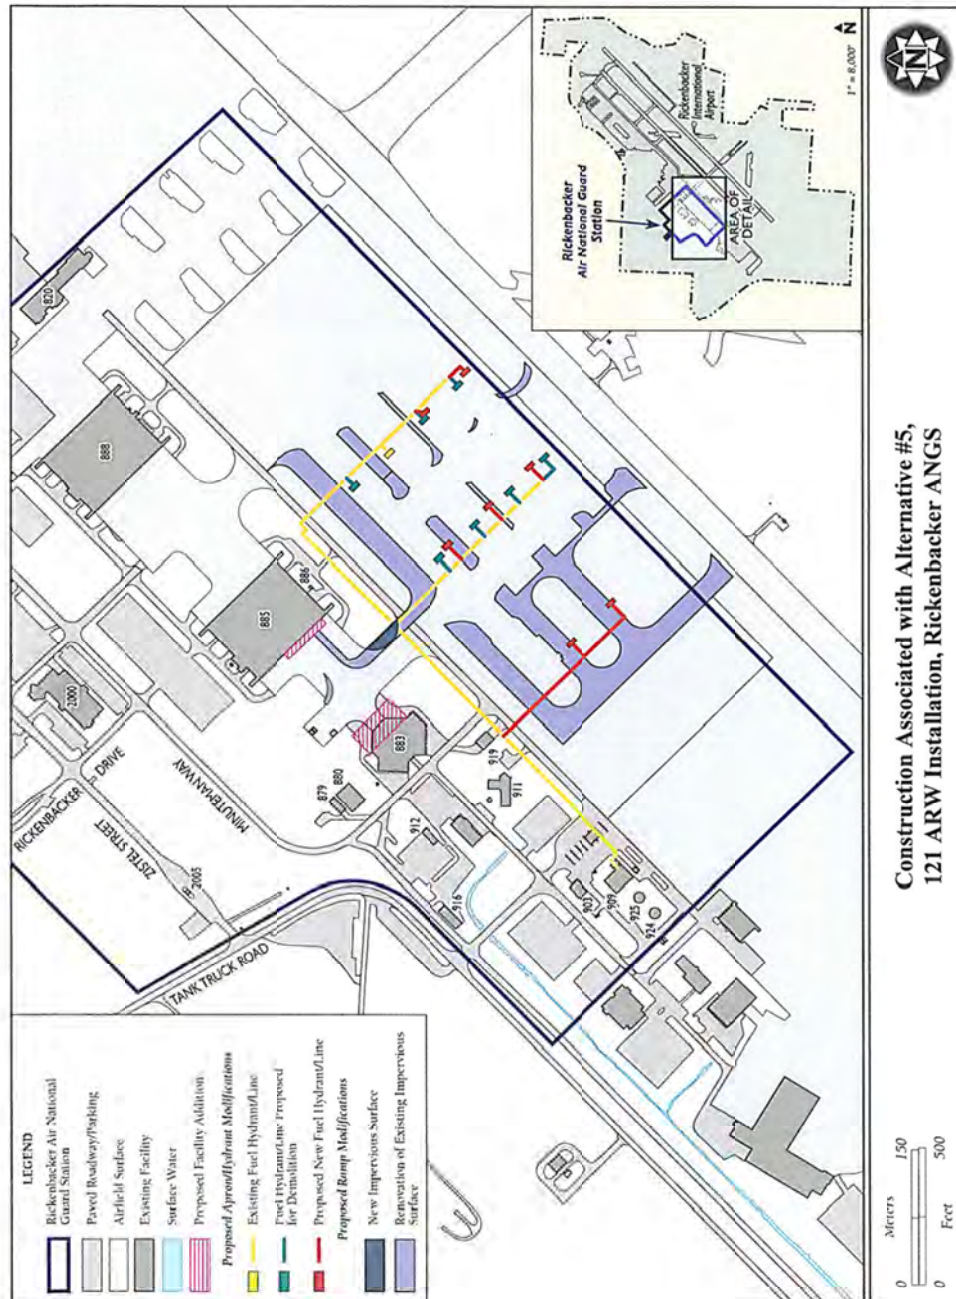 LEGEND
Rickenbacker Air National
Guard Station
Paved Roadway/Parking
Airfield Surface
Existing Facility
Surface Water
Proposed Facility Addition
Proposed Apron/Hydrant Modifications
Existing Fuel Hydrant/Line
Fuel Hydrant/Line Proposed
for Demolition
Proposed New Fuel Hydrant/Line
Proposed Ramp Modifications
New Impervious Surface
Renovation of Existing Impervious
Surface
RICKENBACKER DRIVE
ZISTEL STREET
MINUTEMAN WAY
TANK TRUCK ROAD
2005
2000
820
888
885
886
883
880
879
912
916
919
911
903
909
925
924
Rickenbacker
Air National Guard
Station
Rickenbacker
International
Airport
AREA OF
DETAIL
N
1" = 8,000'
Meters
0 150
0 500
Feet
Construction Associated with Alternative #5,
121 ARW Installation, Rickenbacker ANGS
N